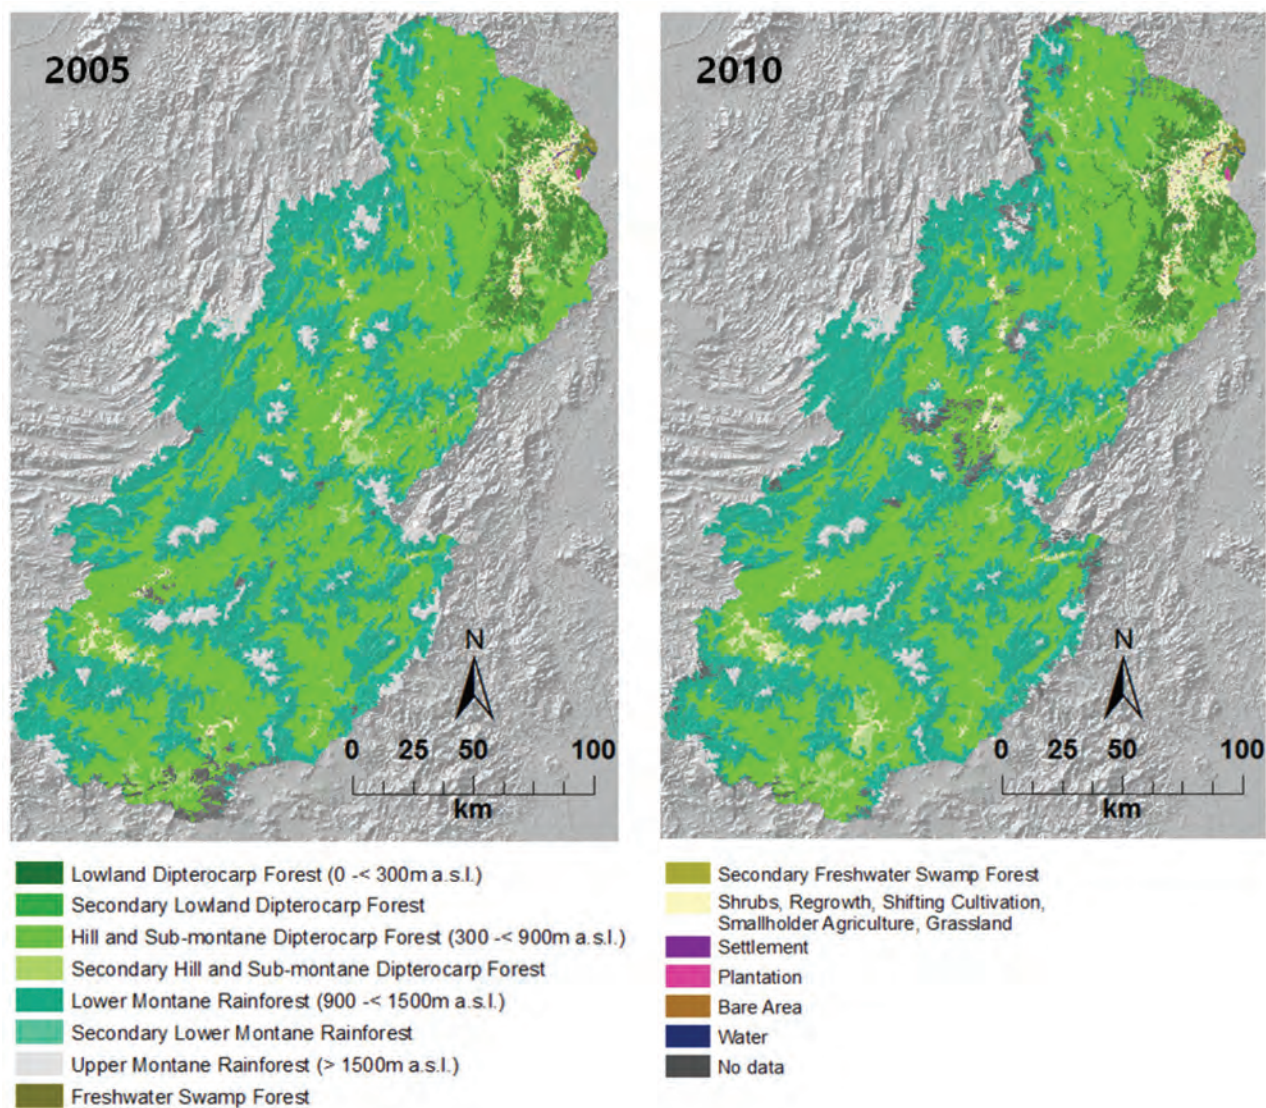 2005
2010
N
0 25 50 100
km
N
0 25 50 100
km
Lowland Dipterocarp Forest (0 -< 300m a.s.l.)
Secondary Lowland Dipterocarp Forest
Hill and Sub-montane Dipterocarp Forest (300 -< 900m a.s.l.)
Secondary Hill and Sub-montane Dipterocarp Forest
Lower Montane Rainforest (900 -< 1500m a.s.l.)
Secondary Lower Montane Rainforest
Upper Montane Rainforest (> 1500m a.s.l.)
Freshwater Swamp Forest
Secondary Freshwater Swamp Forest
Shrubs, Regrowth, Shifting Cultivation,
Smallholder Agriculture, Grassland
Settlement
Plantation
Bare Area
Water
No data